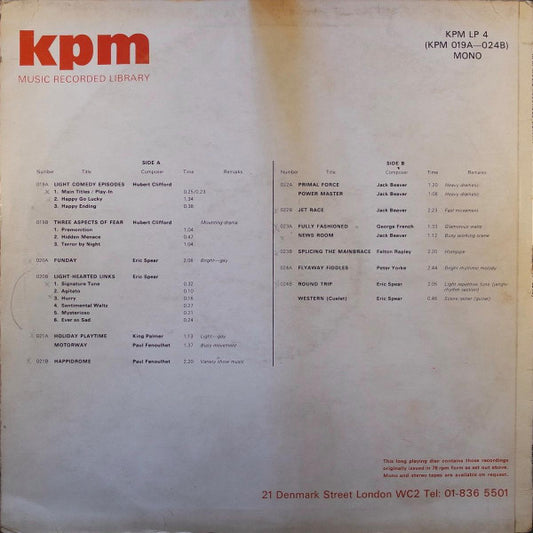 kpm
MUSIC RECORDED LIBRARY
KPM LP 4
(KPM 019A—024B)
MONO
SIDE A
Number Title Composer Time Remarks
019A LIGHT COMEDY EPISODES Hubert Clifford
1. Main Titles / Play-In 0.25/0.23
2. Happy Go Lucky 1.34
3. Happy Ending 0.38
019B THREE ASPECTS OF FEAR Hubert Clifford Mounting drama
1. Premonition 1.04
2. Hidden Menace 0.47
3. Terror by Night 1.04
020A FUNDAY Eric Spear 2.06 Bright—gay
020B LIGHT-HEARTED LINKS Eric Spear
1. Signature Tune 0.32
2. Agitato 0.10
3. Hurry 0.16
4. Sentimental Waltz 0.27
5. Mysterioso 0.21
6. Ever so Sad 0.24
021A HOLIDAY PLAYTIME King Palmer 1.13 Light—gay
MOTORWAY Paul Fenoulhet 1.37 Busy movement
021B HAPPIDROME Paul Fenoulhet 2.20 Variety show music
SIDE B
Number Title Composer Time Remarks
022A PRIMAL FORCE Jack Beaver 1.20 Heavy drama(s)
POWER MASTER Jack Beaver 1.08 Heavy drama(s)
022B JET RACE Jack Beaver 2.23 Fast movement
023A FULLY FASHIONED George French 1.33 Glamorous waltz
NEWS ROOM Jack Beaver 1.12 Busy working scene
023B SPLICING THE MAINBRACE Felton Rapley 2.20 Hornpipe
024A FLYAWAY FIDDLES Peter Yorke 2.44 Bright rhythmic melody
024B ROUND TRIP Eric Spear 2.05 Light repetitive tune (
rhythm section)
WESTERN (Cuelet) Eric Spear 0.46 (guitar)
This long playing disc contains those recordings
originally issued in 78 rpm form as set out above.
Mono and stereo tapes are available on request.
21 Denmark Street London WC2 Tel: 01-836 5501